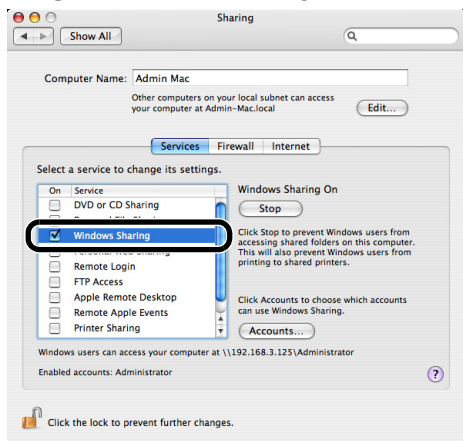 Sharing
Show All
Computer Name: Admin Mac
Other computers on your local subnet can access
your computer at Admin-Mac.local
Edit...
Services Firewall Internet
Select a service to change its settings.
On Service
DVD or CD Sharing
Windows Sharing
Remote Login
FTP Access
Apple Remote Desktop
Remote Apple Events
Printer Sharing
Windows Sharing On
Stop
Click Stop to prevent Windows users from
accessing shared folders on this computer.
This will also prevent Windows users from
printing to shared printers.
Click Accounts to choose which accounts
can use Windows Sharing.
Accounts...
Windows users can access your computer at \\192.168.3.125\Administrator
Enabled accounts: Administrator
?
Click the lock to prevent further changes.